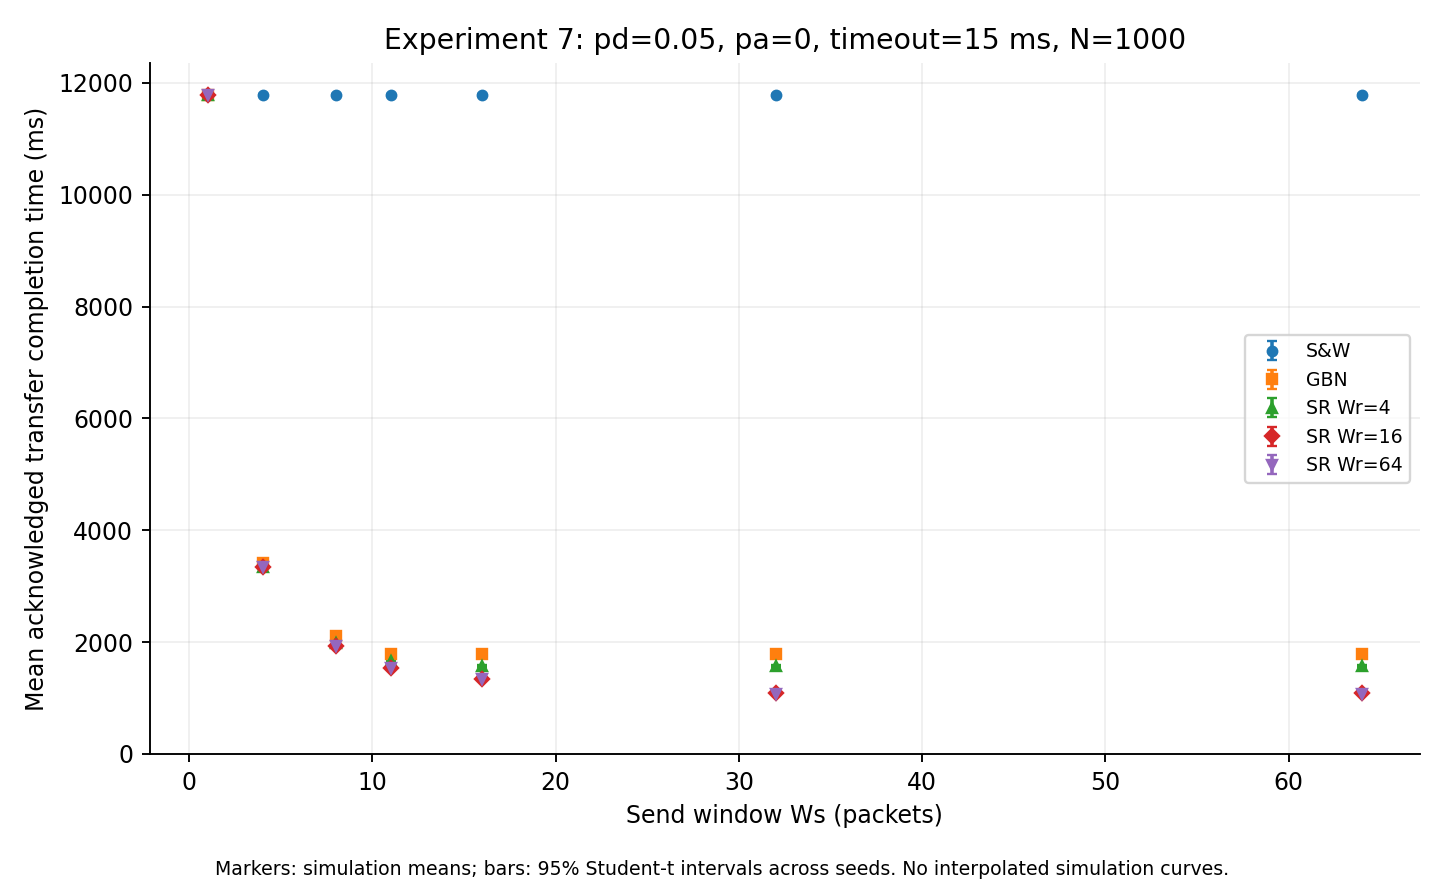 Experiment 7: pd=0.05, pa=0, timeout=15 ms, N=1000
Mean acknowledged transfer completion time (ms)
12000
10000
8000
6000
4000
2000
0
S&W
GBN
SR Wr=4
SR Wr=16
SR Wr=64
0 10 20 30 40 50 60
Send window Ws (packets)
Markers: simulation means; bars: 95% Student-t intervals across seeds. No interpolated simulation curves.